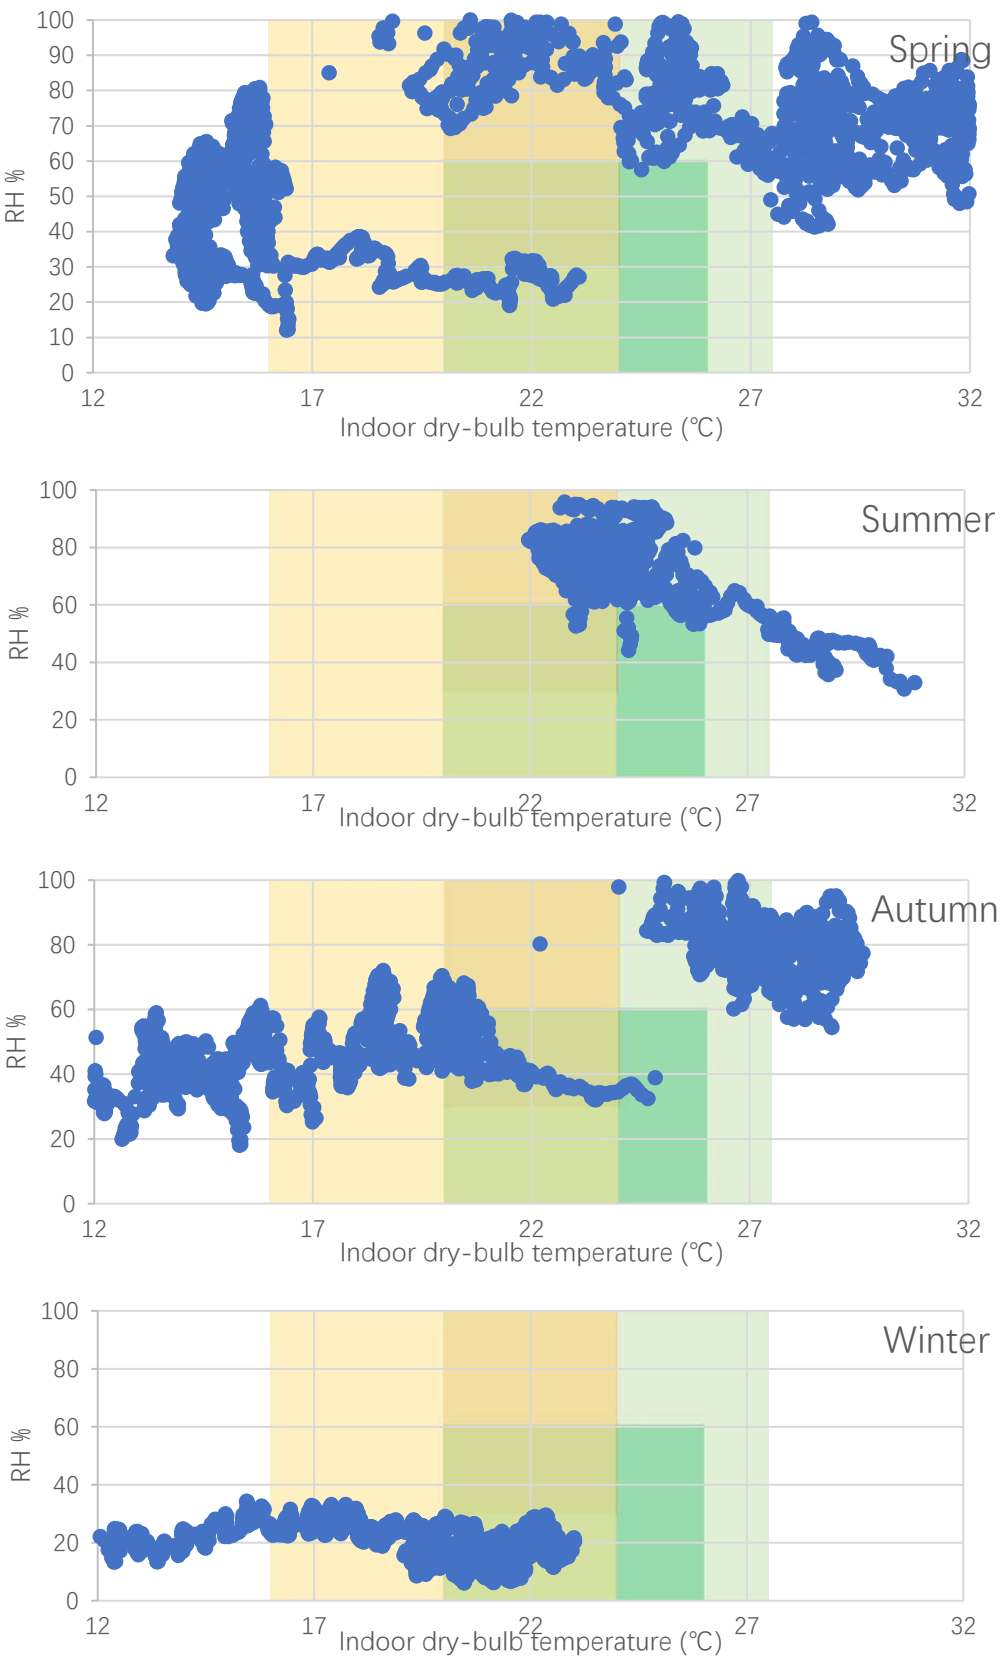 100
90
80
70
60
50
40
30
20
10
0
RH %
Spring
12 17 22 27 32
Indoor dry-bulb temperature (℃)
100
80
60
40
20
0
RH %
Summer
12 17 22 27 32
Indoor dry-bulb temperature (℃)
100
80
60
40
20
0
RH %
Autumn
12 17 22 27 32
Indoor dry-bulb temperature (℃)
100
80
60
40
20
0
RH %
Winter
12 17 22 27 32
Indoor dry-bulb temperature (℃)